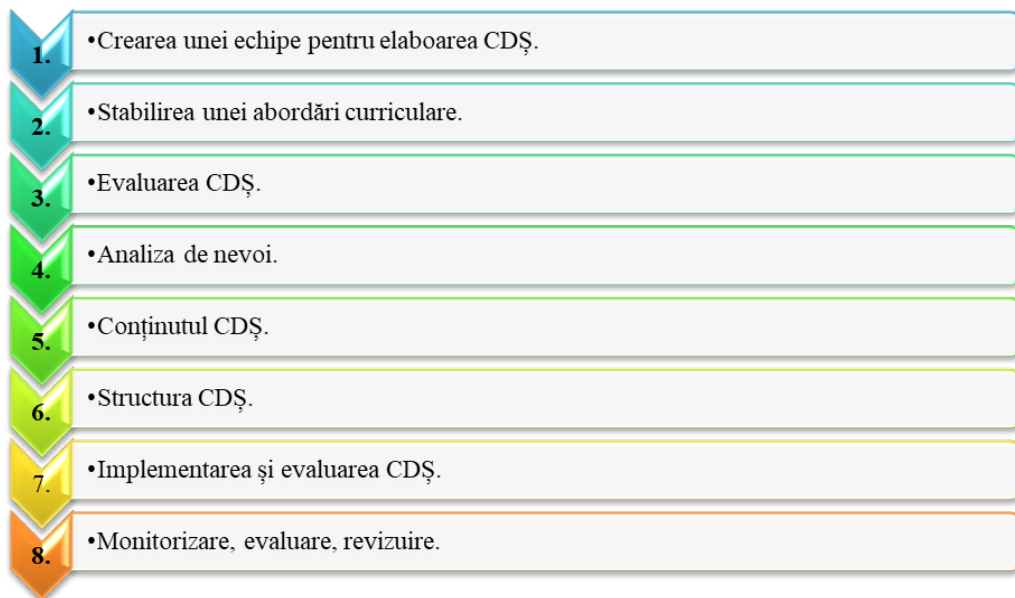 1. •Crearea unei echipe pentru elaboarea CDȘ.
2. •Stabilirea unei abordări curriculare.
3. •Evaluarea CDȘ.
4. •Analiza de nevoi.
5. •Conținutul CDȘ.
6. •Structura CDȘ.
7. •Implementarea și evaluarea CDȘ.
8. •Monitorizare, evaluare, revizuire.